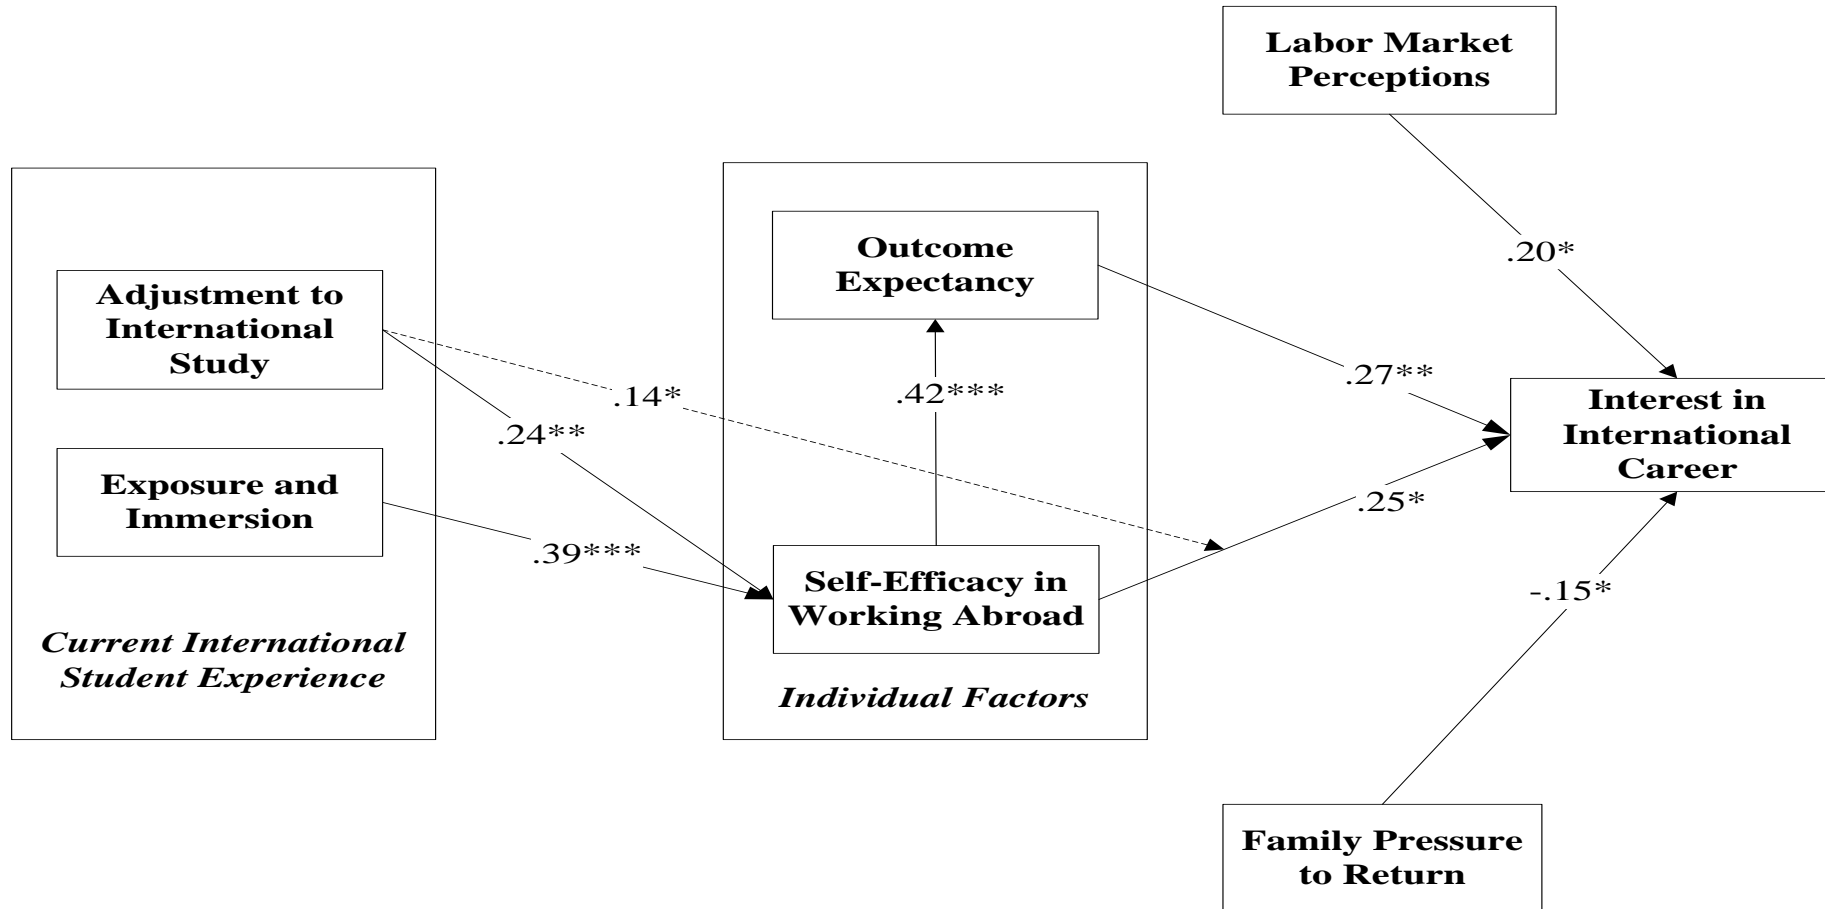 Labor Market
Perceptions
.20*
Adjustment to
International
Study
Exposure and
Immersion
Current International
Student Experience
.14*
.24**
.39***
Outcome
Expectancy
.42***
Self-Efficacy in
Working Abroad
Individual Factors
.27**
.25*
Interest in
International
Career
-.15*
Family Pressure
to Return